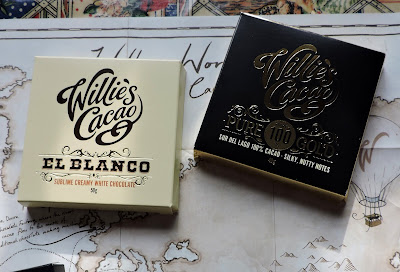 Willie's
Cacao
EL BLANCO
SUBLIME CREAMY WHITE CHOCOLATE
50g
Willie's
Cacao
PURE 100 GOLD
SUR DEL LAGO 100% CACAO - SILKY, NUTTY NOTES